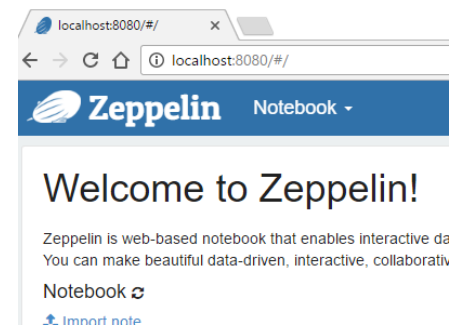 localhost:8080/#/
localhost:8080/#/
Zeppelin Notebook
Welcome to Zeppelin!
Zeppelin is web-based notebook that enables interactive da
You can make beautiful data-driven, interactive, collaborativ
Notebook
Import note